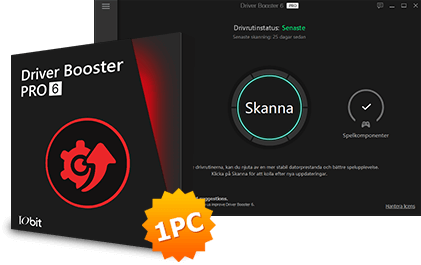 Driver Booster 6 PRO
Drivrutinstatus: Senaste
Senaste skanning: 25 dagar sedan
Driver Booster
PRO 6
Skanna
Spelkomponenter
drivrutinerna, kan du njuta av en mer stabil datorprestanda och bättre spelupplevelse.
Klicka på Skanna för att kolla efter nya uppdateringar.
suggestions.
improve Driver Booster 6.
Hantera licens
IObit
1PC